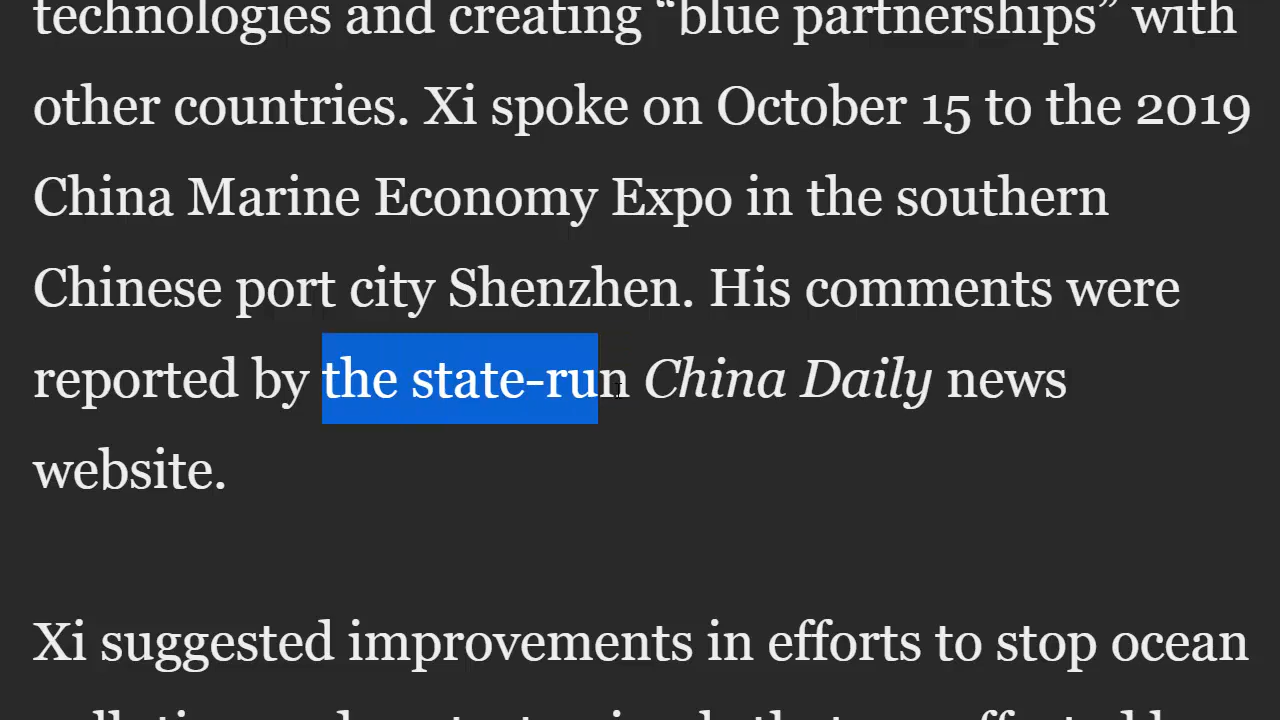 technologies and creating “blue partnerships” with
other countries. Xi spoke on October 15 to the 2019
China Marine Economy Expo in the southern
Chinese port city Shenzhen. His comments were
reported by the state-run China Daily news
website.
Xi suggested improvements in efforts to stop ocean